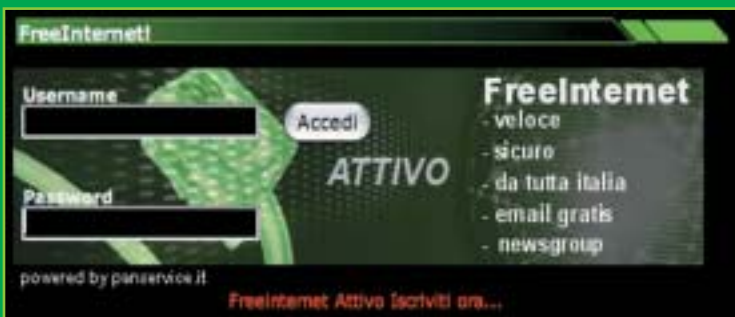 FreeInternet!
Username
Accedi
Password
ATTIVO
FreeInternet
- veloce
- sicuro
- da tutta italia
- email gratis
- newsgroup
powered by panservice.it
FreeInternet Attivo Iscriviti ora...